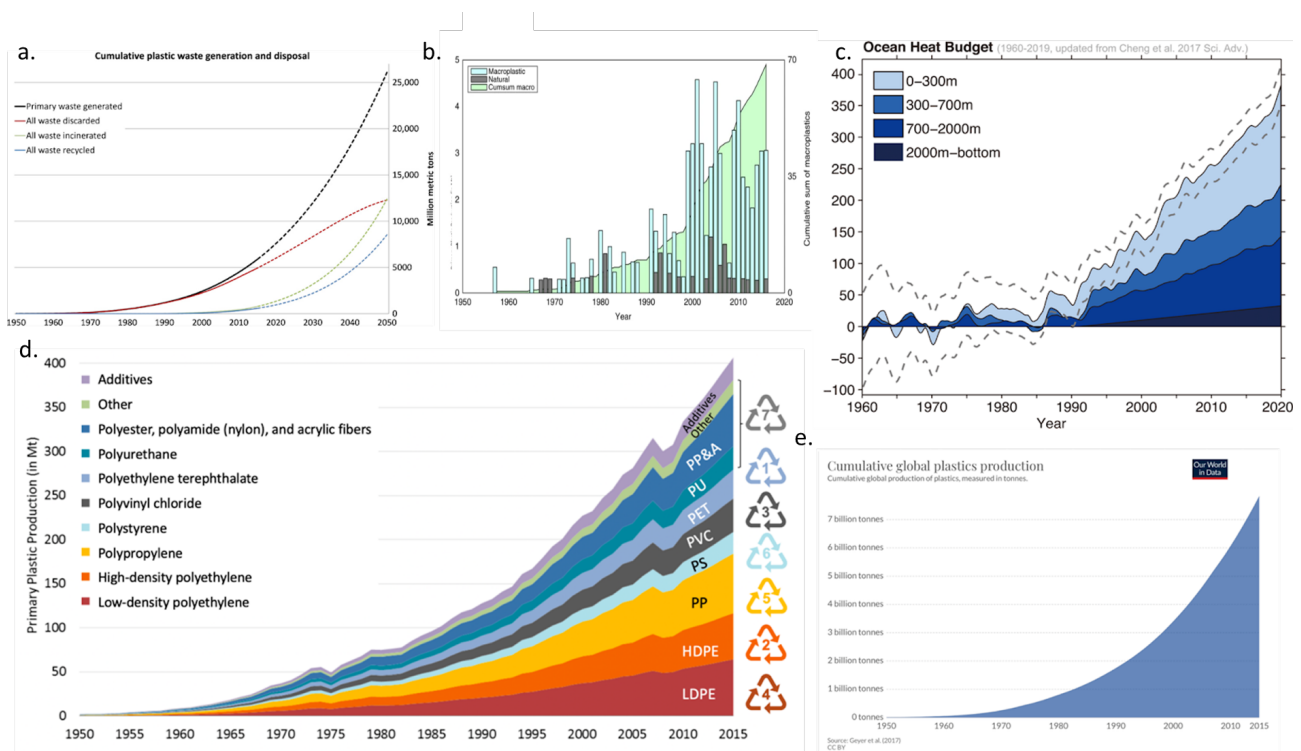 a.
Cumulative plastic waste generation and disposal
Primary waste generated
All waste discarded
All waste incinerated
All waste recycled
25,000
20,000
15,000
10,000
5000
0
Million metric tons
1950 1960 1970 1980 1990 2000 2010 2020 2030 2040 2050
b.
Macroplastic
Natural
Cumsum macro
5
4
3
2
1
0
70
35
0
Cumulative sum of macroplastics
1950 1960 1970 1980 1990 2000 2010 2020
Year
c.
Ocean Heat Budget (1960-2019, updated from Cheng et al. 2017 Sci. Adv.)
0−300m
300−700m
700−2000m
2000m−bottom
400
350
300
250
200
150
100
50
0
−50
−100
1960 1970 1980 1990 2000 2010 2020
Year
d.
Primary Plastic Production (in Mt)
400
350
300
250
200
150
100
50
0
Additives
Other
Polyester, polyamide (nylon), and acrylic fibers
Polyurethane
Polyethylene terephthalate
Polyvinyl chloride
Polystyrene
Polypropylene
High-density polyethylene
Low-density polyethylene
Additives
Other
PP&A
PU
PET
PVC
PS
PP
HDPE
LDPE
7
1
3
6
5
2
4
1950 1955 1960 1965 1970 1975 1980 1985 1990 1995 2000 2005 2010 2015
e.
Cumulative global plastics production
Cumulative global production of plastics, measured in tonnes.
Our World
in Data
7 billion tonnes
6 billion tonnes
5 billion tonnes
4 billion tonnes
3 billion tonnes
2 billion tonnes
1 billion tonnes
0 tonnes
1950 1960 1970 1980 1990 2000 2010 2015
Source: Geyer et al. (2017)
CC BY